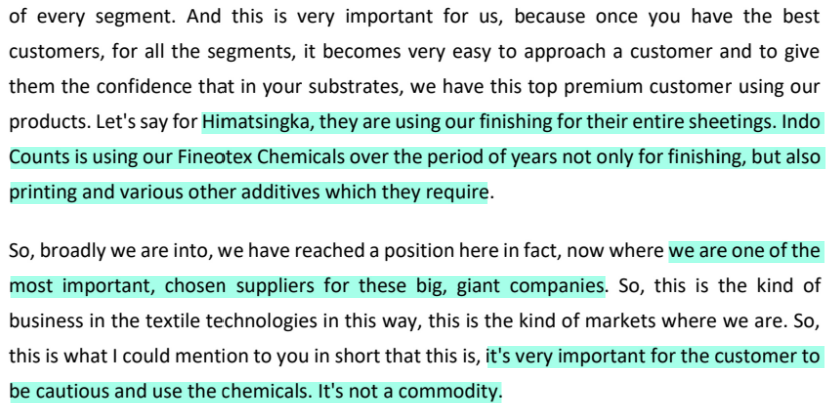 of every segment. And this is very important for us, because once you have the best
customers, for all the segments, it becomes very easy to approach a customer and to give
them the confidence that in your substrates, we have this top premium customer using our
products. Let's say for Himatsingka, they are using our finishing for their entire sheetings. Indo
Counts is using our Fineotex Chemicals over the period of years not only for finishing, but also
printing and various other additives which they require.
So, broadly we are into, we have reached a position here in fact, now where we are one of the
most important, chosen suppliers for these big, giant companies. So, this is the kind of
business in the textile technologies in this way, this is the kind of markets where we are. So,
this is what I could mention to you in short that this is, it's very important for the customer to
be cautious and use the chemicals. It's not a commodity.